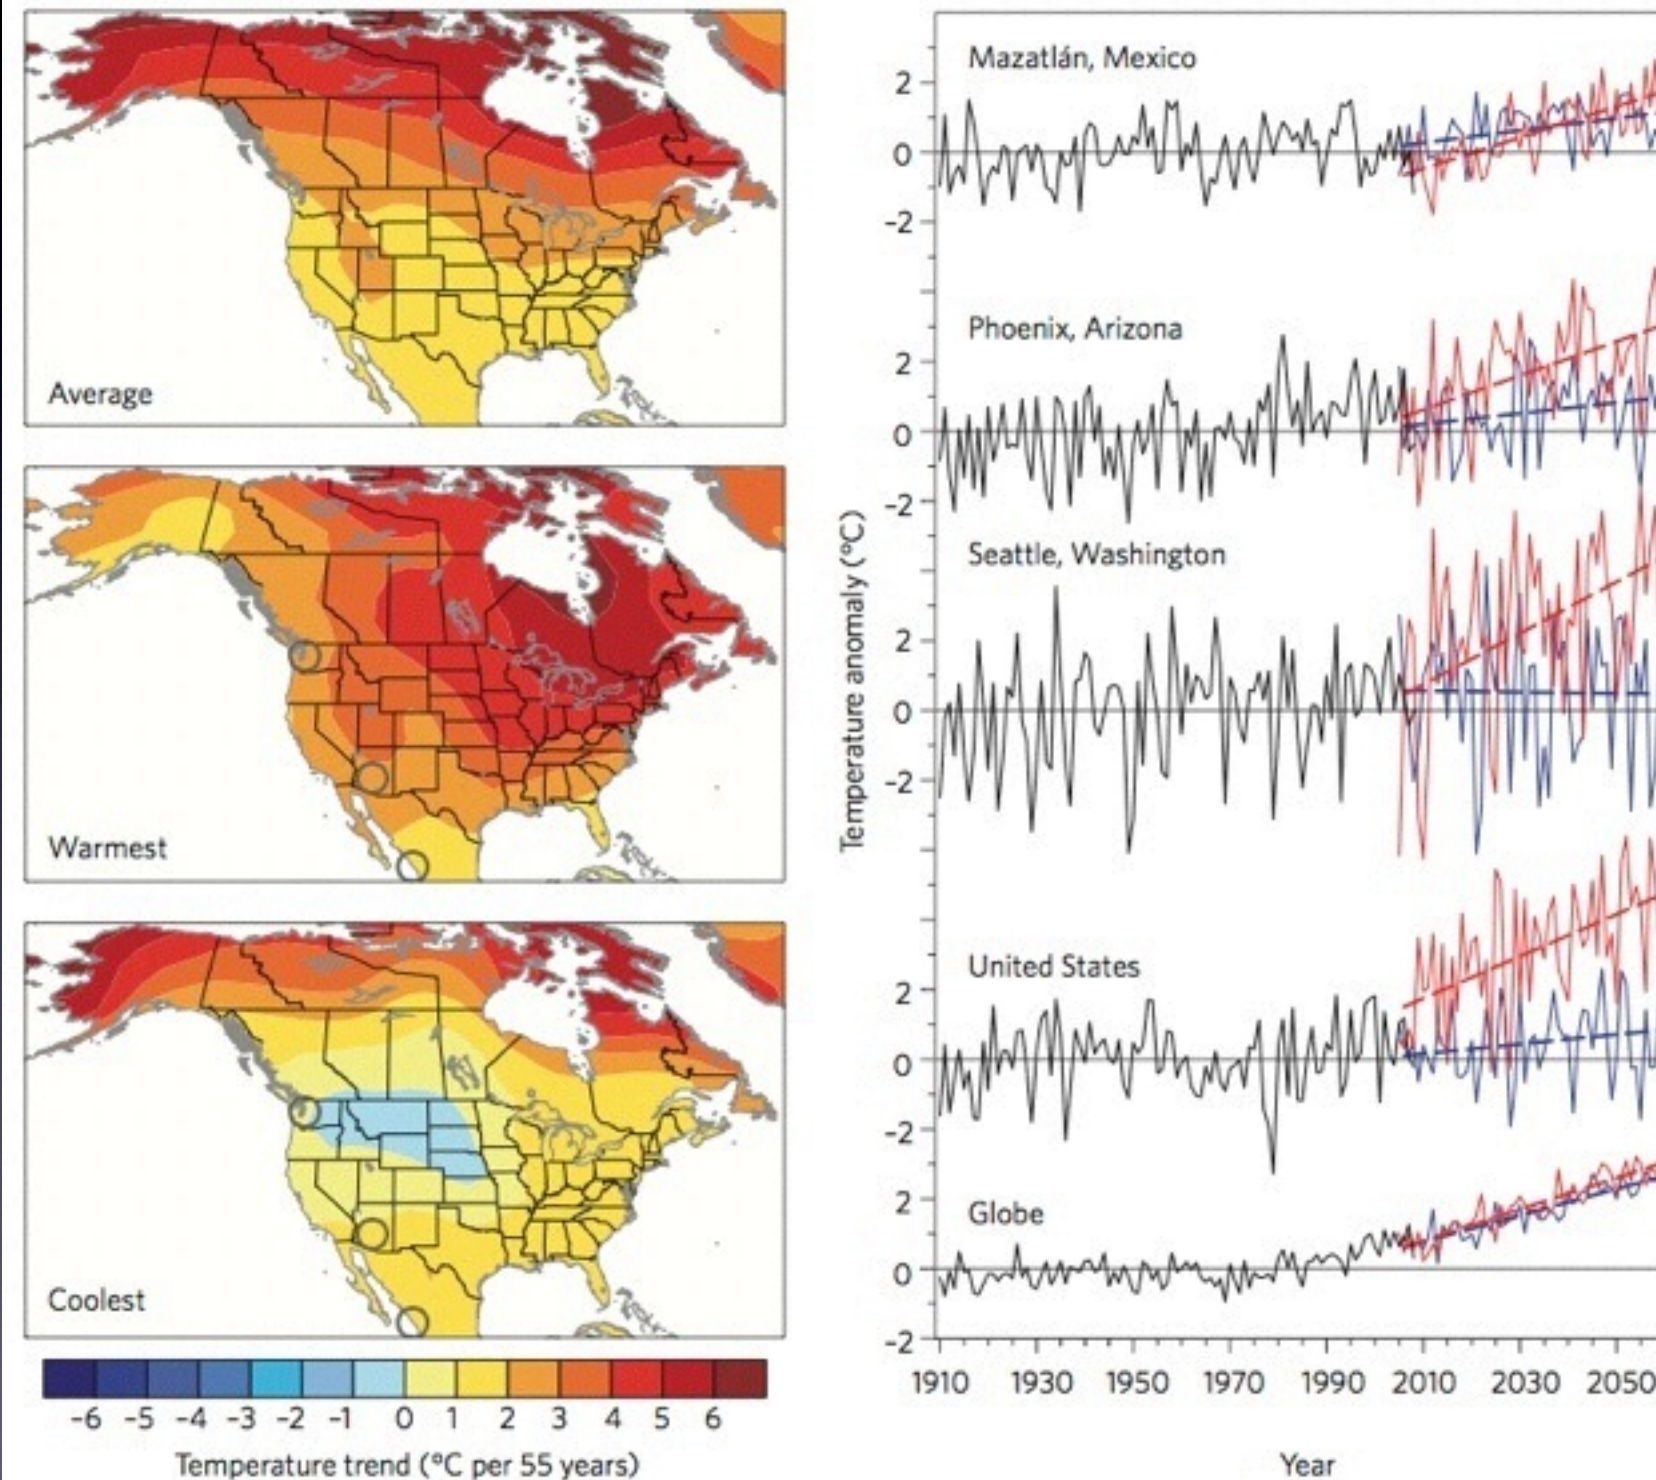 Average
Warmest
Coolest
-6 -5 -4 -3 -2 -1 0 1 2 3 4 5 6
Temperature trend (°C per 55 years)
Temperature anomaly (°C)
Mazatlán, Mexico
2
0
-2
Phoenix, Arizona
2
0
-2
Seattle, Washington
2
0
-2
United States
2
0
-2
Globe
2
0
-2
1910 1930 1950 1970 1990 2010 2030 2050
Year